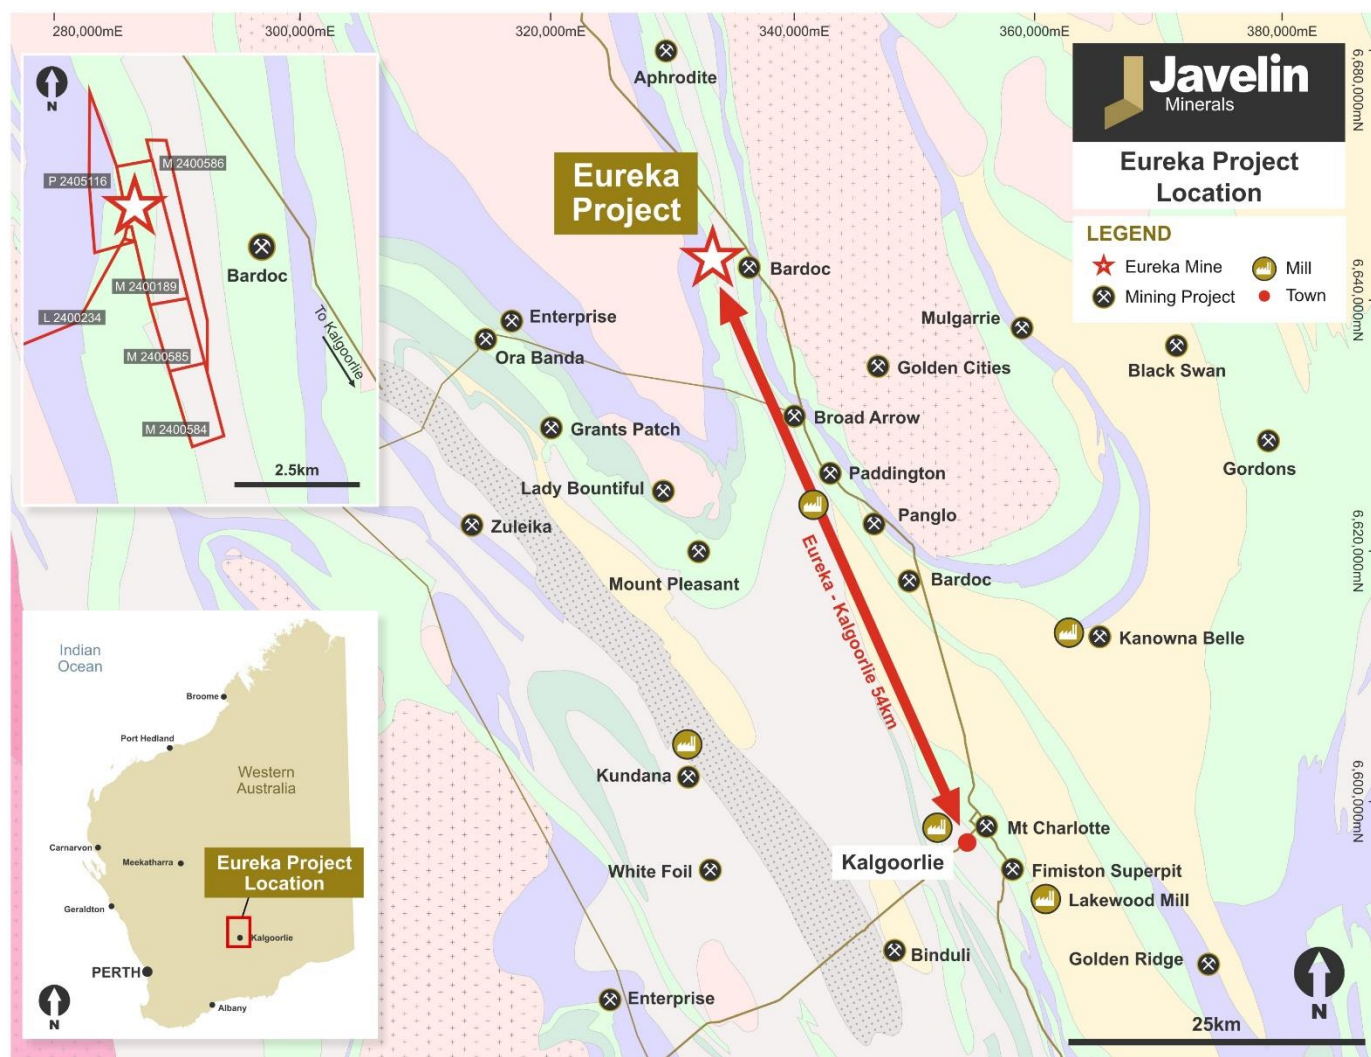 280,000mE
300,000mE
320,000mE
340,000mE
360,000mE
380,000mE
6,680,000mN
6,640,000mN
6,620,000mN
6,600,000mN
N
M 2400586
P 2405116
Bardoc
M 2400189
L 2400234
M 2400585
M 2400584
To Kalgoorlie
2.5km
Javelin
Minerals
Eureka Project
Location
LEGEND
Eureka Mine
Mill
Mining Project
Town
Aphrodite
Eureka
Project
Bardoc
Enterprise
Ora Banda
Mulgarrie
Black Swan
Golden Cities
Broad Arrow
Grants Patch
Gordons
Paddington
Lady Bountiful
Panglo
Zuleika
Mount Pleasant
Bardoc
Eureka - Kalgoorlie 54km
Kanowna Belle
Kundana
Mt Charlotte
Kalgoorlie
White Foil
Fimiston Superpit
Lakewood Mill
Binduli
Golden Ridge
Enterprise
25km
N
Indian
Ocean
Broome
Port Hedland
Western
Australia
Carnarvon
Meekatharra
Eureka Project
Location
Geraldton
Kalgoorlie
PERTH
Albany
N